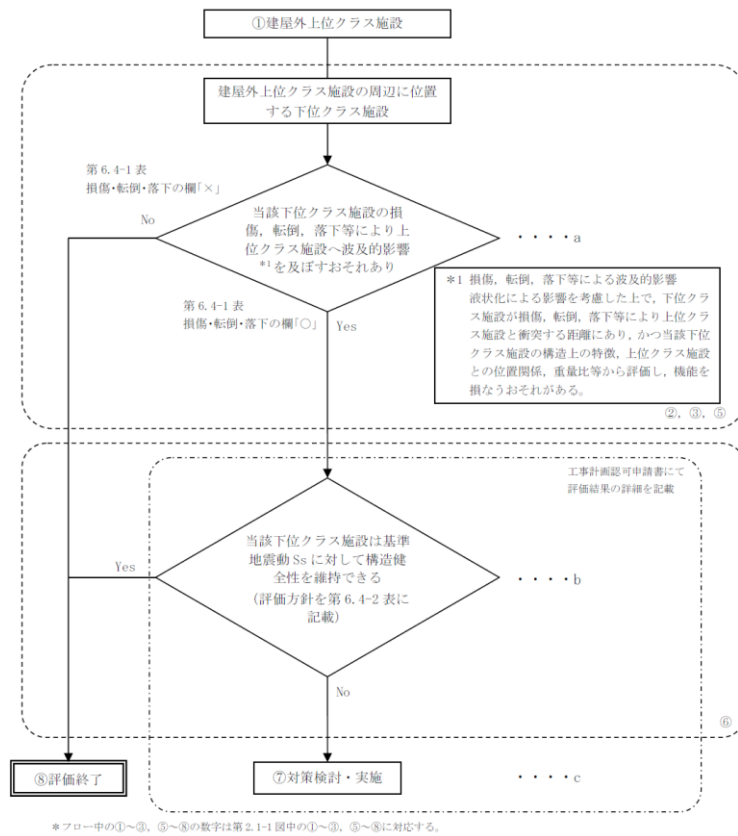 ①建屋外上位クラス施設
建屋外上位クラス施設の周辺に位置
する下位クラス施設
第 6.4-1 表
損傷・転倒・落下の欄「×」
No
当該下位クラス施設の損
傷，転倒，落下等により上
位クラス施設へ波及的影響
*1 を及ぼすおそれあり
・・・・a
第 6.4-1 表
損傷・転倒・落下の欄「○」
Yes
*1 損傷，転倒，落下等による波及的影響
液状化による影響を考慮した上で，下位クラ
ス施設が損傷，転倒，落下等により上位クラ
ス施設と衝突する距離にあり，かつ当該下位
クラス施設の構造上の特徴，上位クラス施設
との位置関係，重量比等から評価し，機能を
損なうおそれがある。
②，③，⑤
工事計画認可申請書にて
評価結果の詳細を記載
当該下位クラス施設は基準
地震動 Ss に対して構造健
全性を維持できる
（評価方針を第 6.4-2 表に
記載）
Yes
・・・・b
No
⑥
⑧評価終了
⑦対策検討・実施
・・・・c
*フロー中の①～③，⑤～⑧の数字は第 2.1-1 図中の①～③，⑤～⑧に対応する。